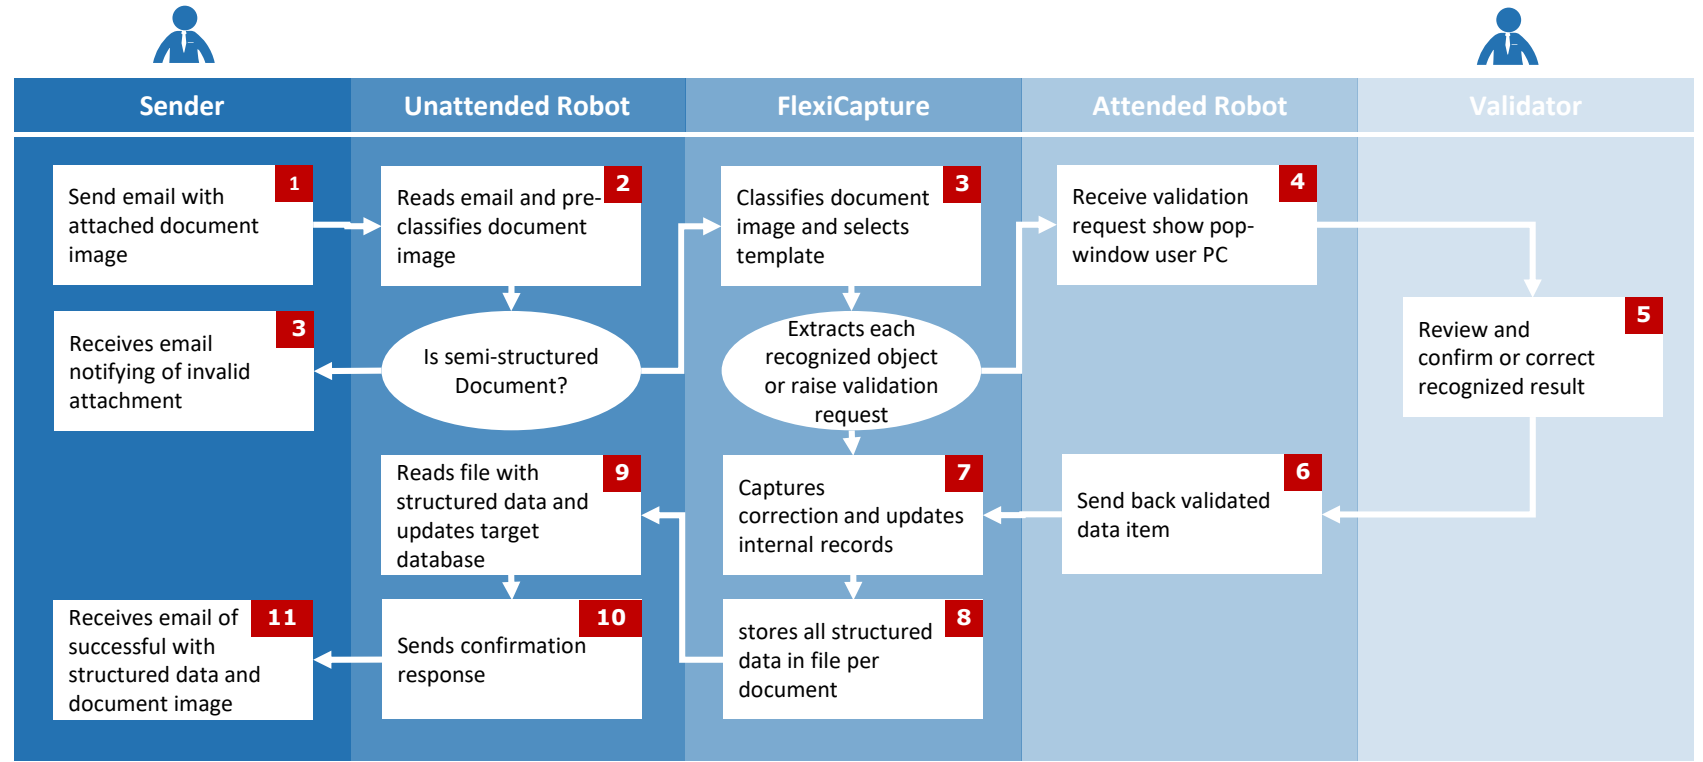 Sender
Unattended Robot
FlexiCapture
Attended Robot
Validator
1
Send email with
attached document
image
2
Reads email and pre-
classifies document
image
3
Classifies document
image and selects
template
4
Receive validation
request show pop-
window user PC
3
Receives email
notifying of invalid
attachment
Is semi-structured
Document?
Extracts each
recognized object
or raise validation
request
5
Review and
confirm or correct
recognized result
9
Reads file with
structured data and
updates target
database
7
Captures
correction and updates
internal records
6
Send back validated
data item
11
Receives email of
successful with
structured data and
document image
10
Sends confirmation
response
8
stores all structured
data in file per
document